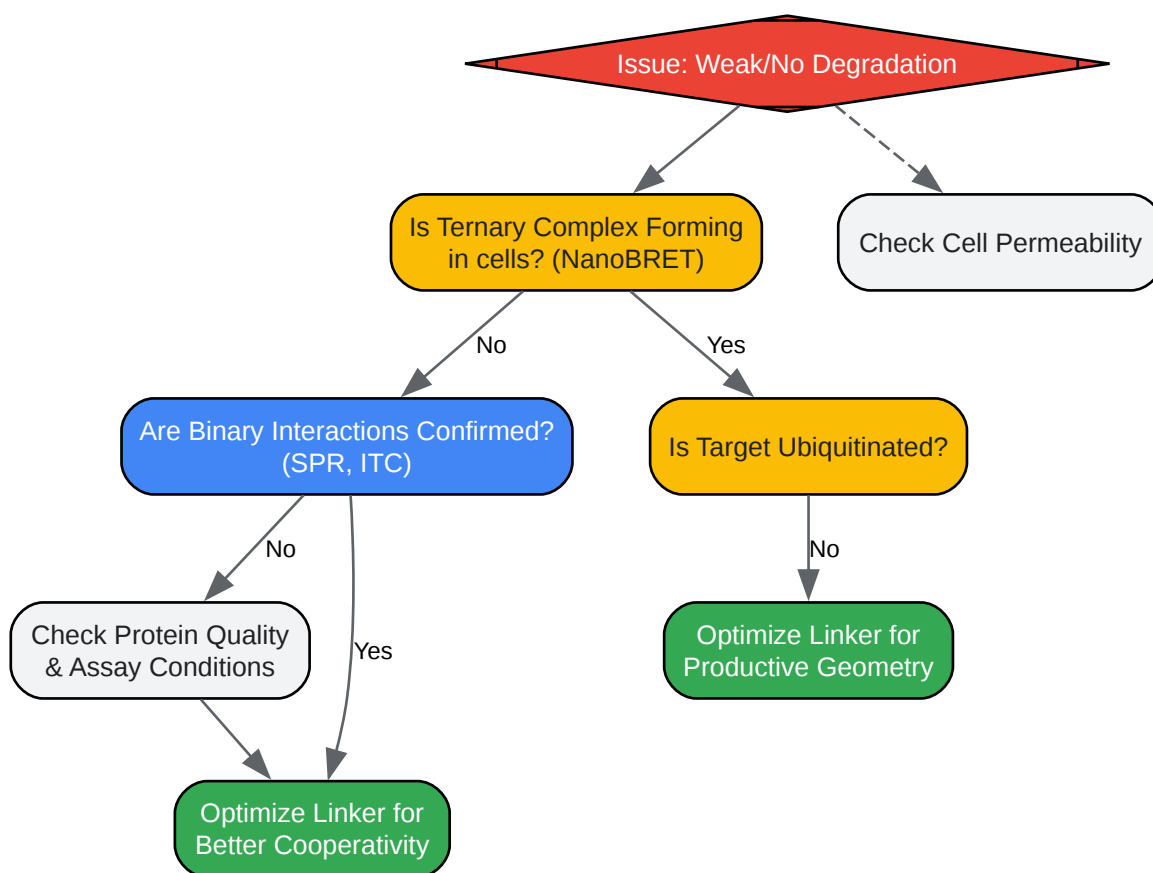 Issue: Weak/No Degradation
Is Ternary Complex Forming
in cells? (NanoBRET)
Check Cell Permeability
No
Yes
Are Binary Interactions Confirmed?
(SPR, ITC)
Is Target Ubiquitinated?
No
Yes
No
Check Protein Quality
& Assay Conditions
Optimize Linker for
Productive Geometry
Optimize Linker for
Better Cooperativity